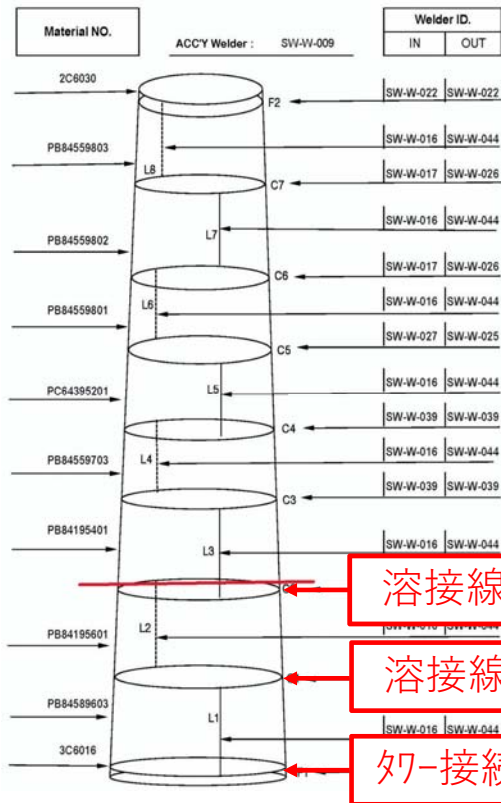 Material NO.
ACC'Y Welder : SW-W-009
Welder ID.
IN OUT
2C6030
F2
SW-W-022 SW-W-022
PB84559803
L8
SW-W-016 SW-W-044
C7
SW-W-017 SW-W-026
PB84559802
L7
SW-W-016 SW-W-044
C6
SW-W-017 SW-W-026
PB84559801
L6
SW-W-016 SW-W-044
C5
SW-W-027 SW-W-025
PC64395201
L5
SW-W-016 SW-W-044
C4
SW-W-039 SW-W-039
PB84559703
L4
SW-W-016 SW-W-044
C3
SW-W-039 SW-W-039
PB84195401
L3
SW-W-016 SW-W-044
溶接線
PB84195601
L2
溶接線
PB84589603
L1
SW-W-016 SW-W-044
3C6016
タワー接続